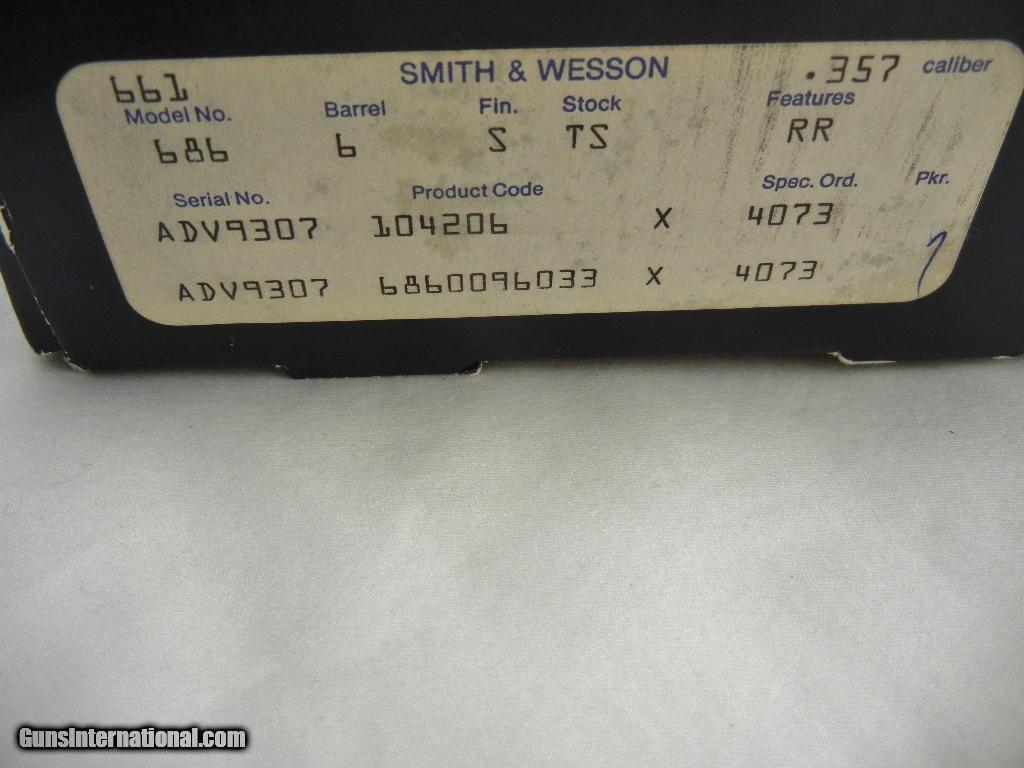 661 SMITH & WESSON .357 caliber
Model No. Barrel Fin. Stock Features
686 6 S TS RR
Serial No. Product Code Spec. Ord. Pkr.
ADV9307 104206 X 4073
ADV9307 6860096033 X 4073
GunsInternational.com